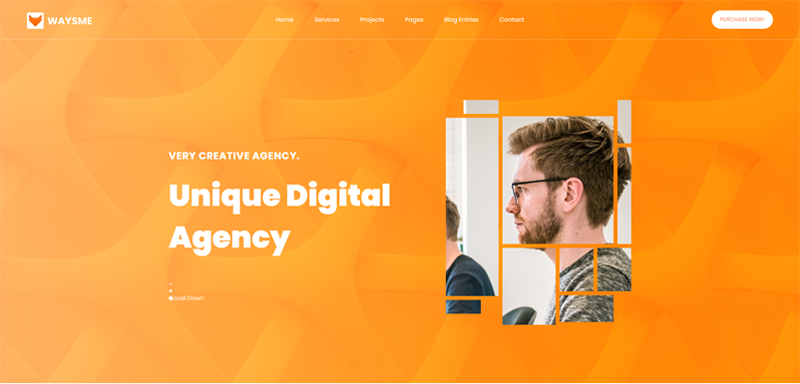 WAYSME
Home Services Projects Pages Blog Entries Contact
PURCHASE NOW!
VERY CREATIVE AGENCY.
Unique Digital
Agency
Scroll Down